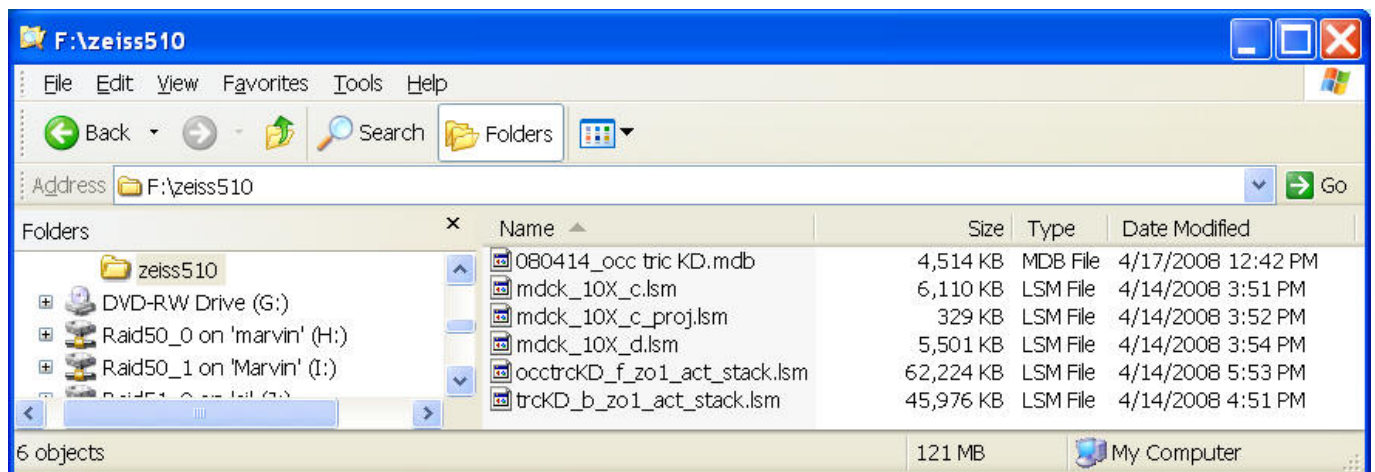 F:\zeiss510
File Edit View Favorites Tools Help
Back Search Folders
Address F:\zeiss510 Go
Folders × Name Size Type Date Modified
zeiss510
DVD-RW Drive (G:)
Raid50_0 on 'marvin' (H:)
Raid50_1 on 'Marvin' (I:)
080414_occ tric KD.mdb 4,514 KB MDB File 4/17/2008 12:42 PM
mdck_10X_c.lsm 6,110 KB LSM File 4/14/2008 3:51 PM
mdck_10X_c_proj.lsm 329 KB LSM File 4/14/2008 3:52 PM
mdck_10X_d.lsm 5,501 KB LSM File 4/14/2008 3:54 PM
occtrcKD_f_zo1_act_stack.lsm 62,224 KB LSM File 4/14/2008 5:53 PM
trcKD_b_zo1_act_stack.lsm 45,976 KB LSM File 4/14/2008 4:51 PM
6 objects 121 MB My Computer